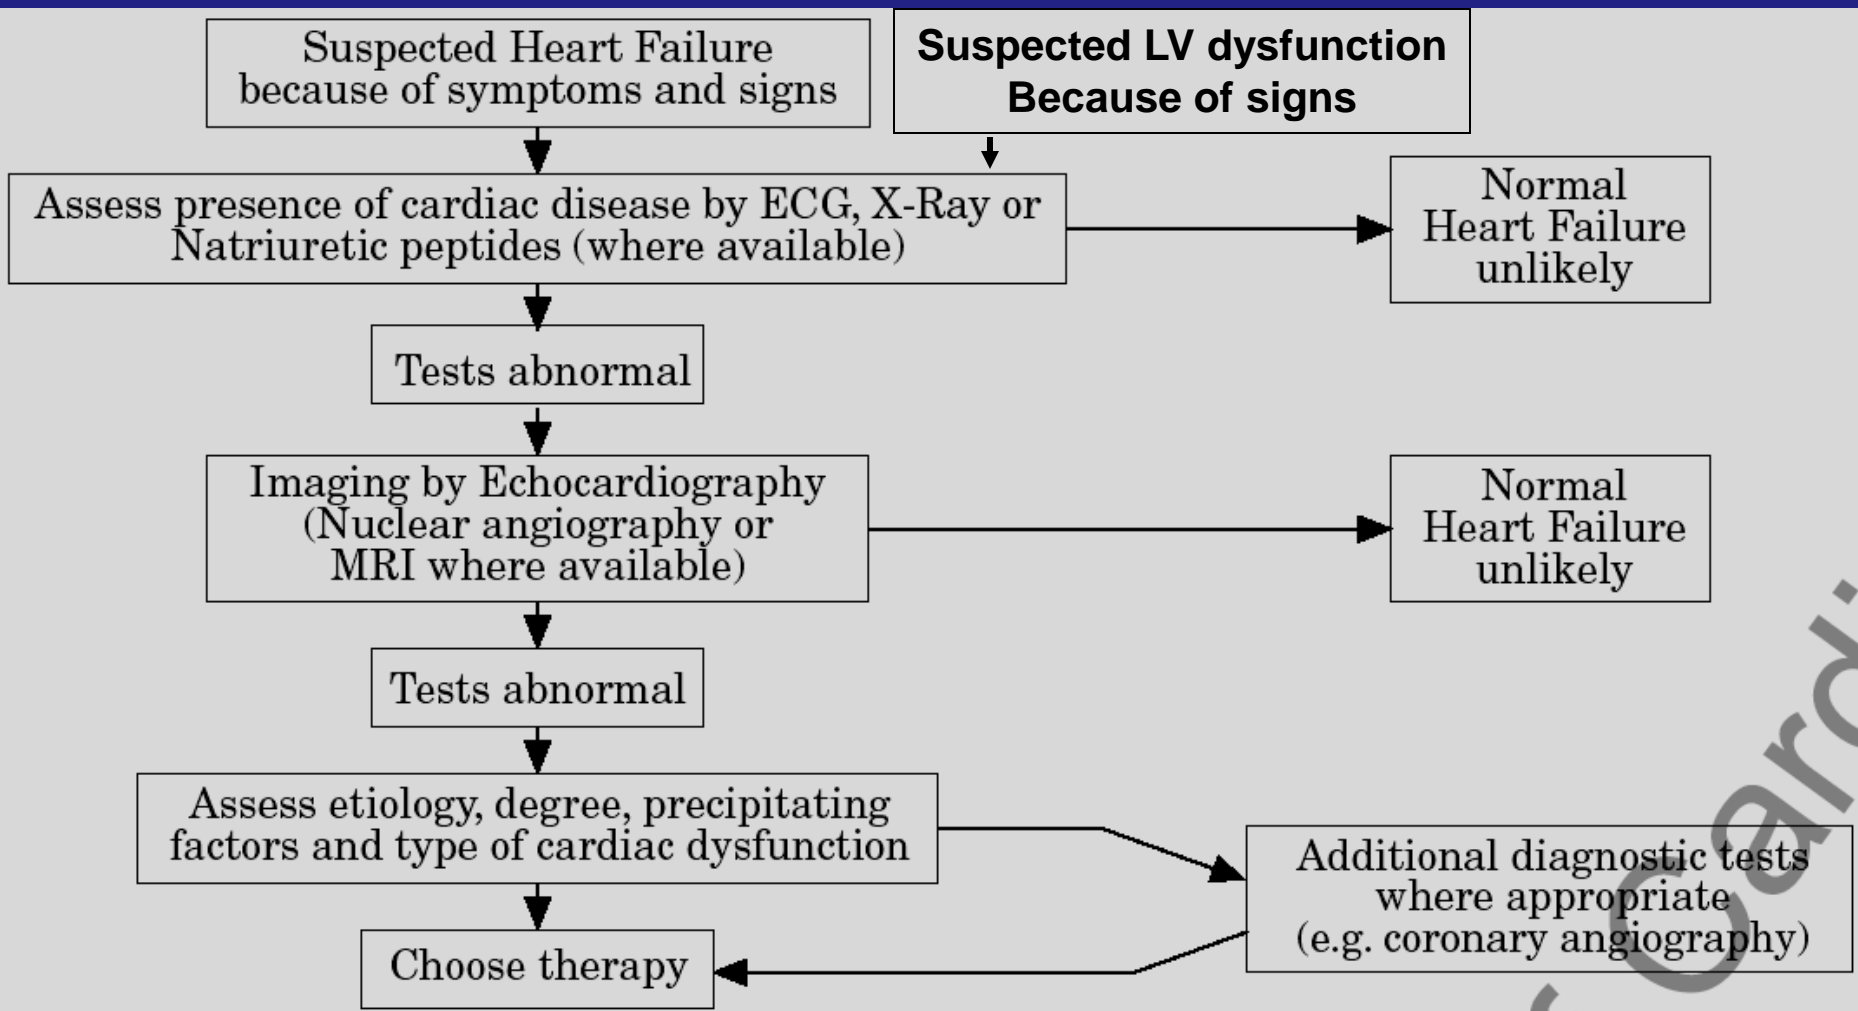 Suspected Heart Failure
because of symptoms and signs
Suspected LV dysfunction
Because of signs
Assess presence of cardiac disease by ECG, X-Ray or
Natriuretic peptides (where available)
Normal
Heart Failure
unlikely
Tests abnormal
Imaging by Echocardiography
(Nuclear angiography or
MRI where available)
Normal
Heart Failure
unlikely
Tests abnormal
Assess etiology, degree, precipitating
factors and type of cardiac dysfunction
Additional diagnostic tests
where appropriate
(e.g. coronary angiography)
Choose therapy